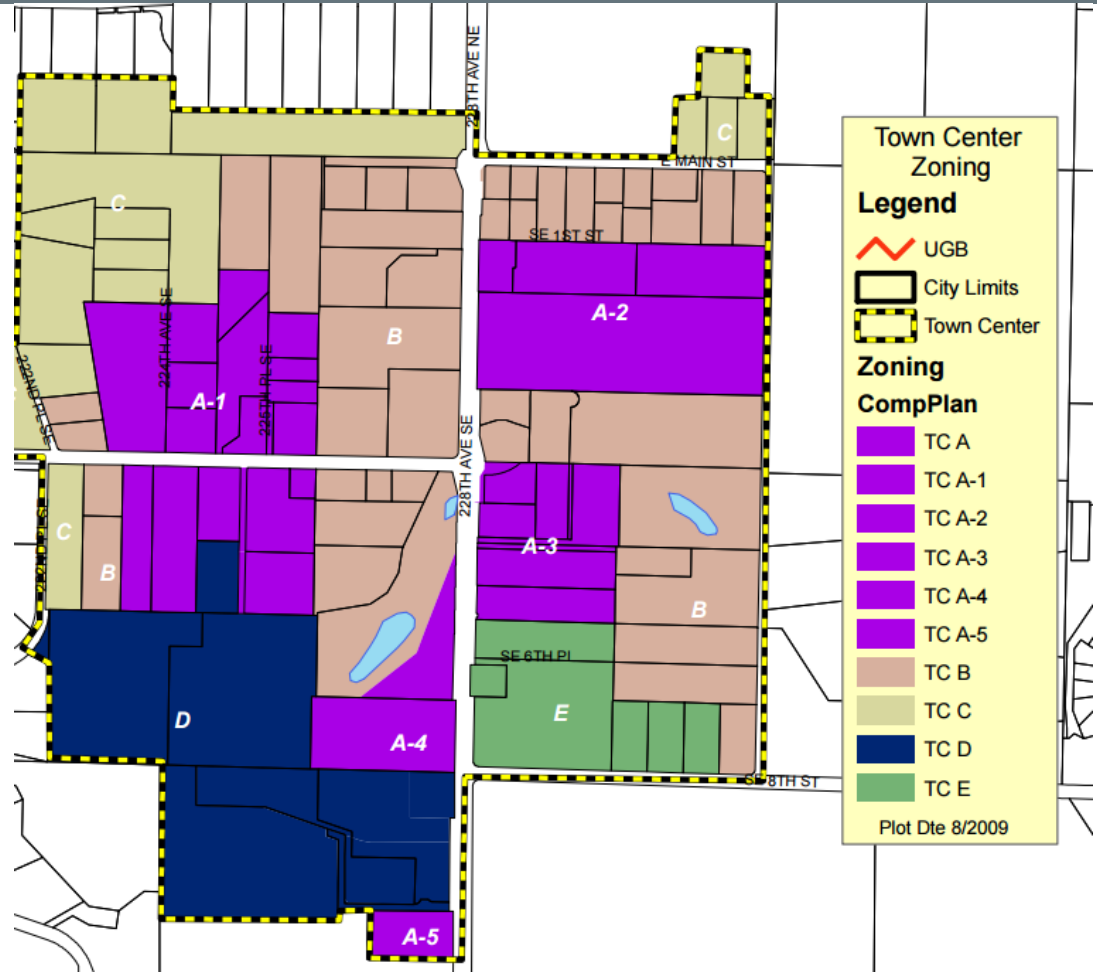 228TH AVE NE
C
E MAIN ST
C
SE 1ST ST
A-2
224TH AVE SE
B
222ND PL SE
A-1
225TH PL SE
228TH AVE SE
C
B
A-3
B
SE 6TH Pl
D
E
A-4
SE 8TH ST
A-5
Town Center
Zoning
Legend
UGB
City Limits
Town Center
Zoning
CompPlan
TC A
TC A-1
TC A-2
TC A-3
TC A-4
TC A-5
TC B
TC C
TC D
TC E
Plot Dte 8/2009